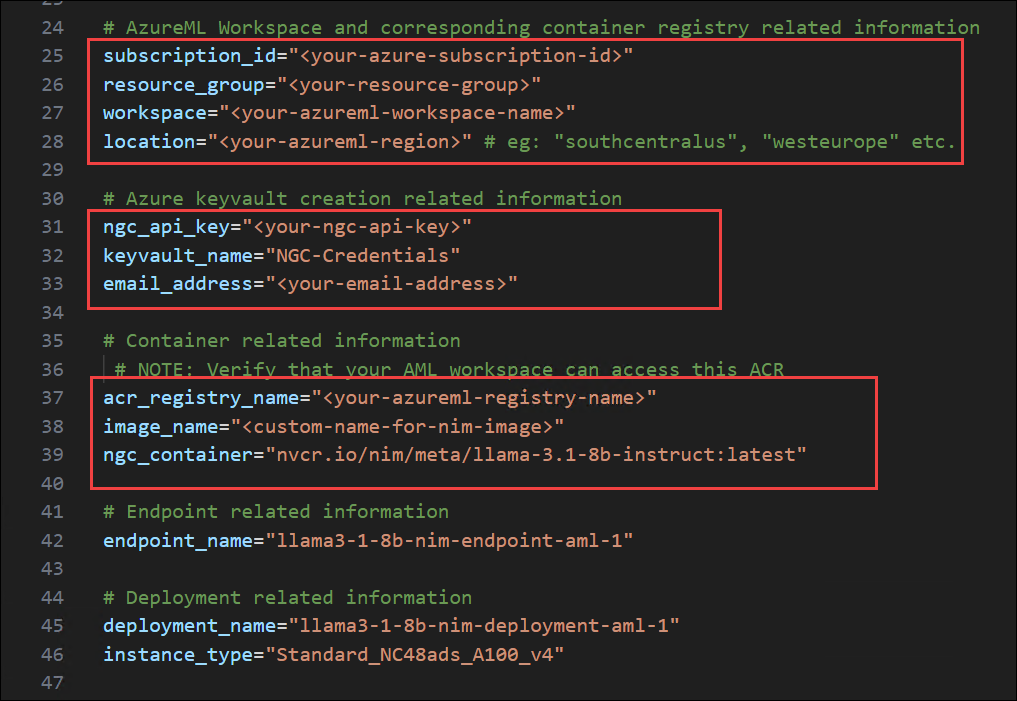 23
24 # AzureML Workspace and corresponding container registry related information
25 subscription_id="<your-azure-subscription-id>"
26 resource_group="<your-resource-group>"
27 workspace="<your-azureml-workspace-name>"
28 location="<your-azureml-region>" # eg: "southcentralus", "westeurope" etc.
29
30 # Azure keyvault creation related information
31 ngc_api_key="<your-ngc-api-key>"
32 keyvault_name="NGC-Credentials"
33 email_address="<your-email-address>"
34
35 # Container related information
36 # NOTE: Verify that your AML workspace can access this ACR
37 acr_registry_name="<your-azureml-registry-name>"
38 image_name="<custom-name-for-nim-image>"
39 ngc_container="nvcr.io/nim/meta/llama-3.1-8b-instruct:latest"
40
41 # Endpoint related information
42 endpoint_name="llama3-1-8b-nim-endpoint-aml-1"
43
44 # Deployment related information
45 deployment_name="llama3-1-8b-nim-deployment-aml-1"
46 instance_type="Standard_NC48ads_A100_v4"
47